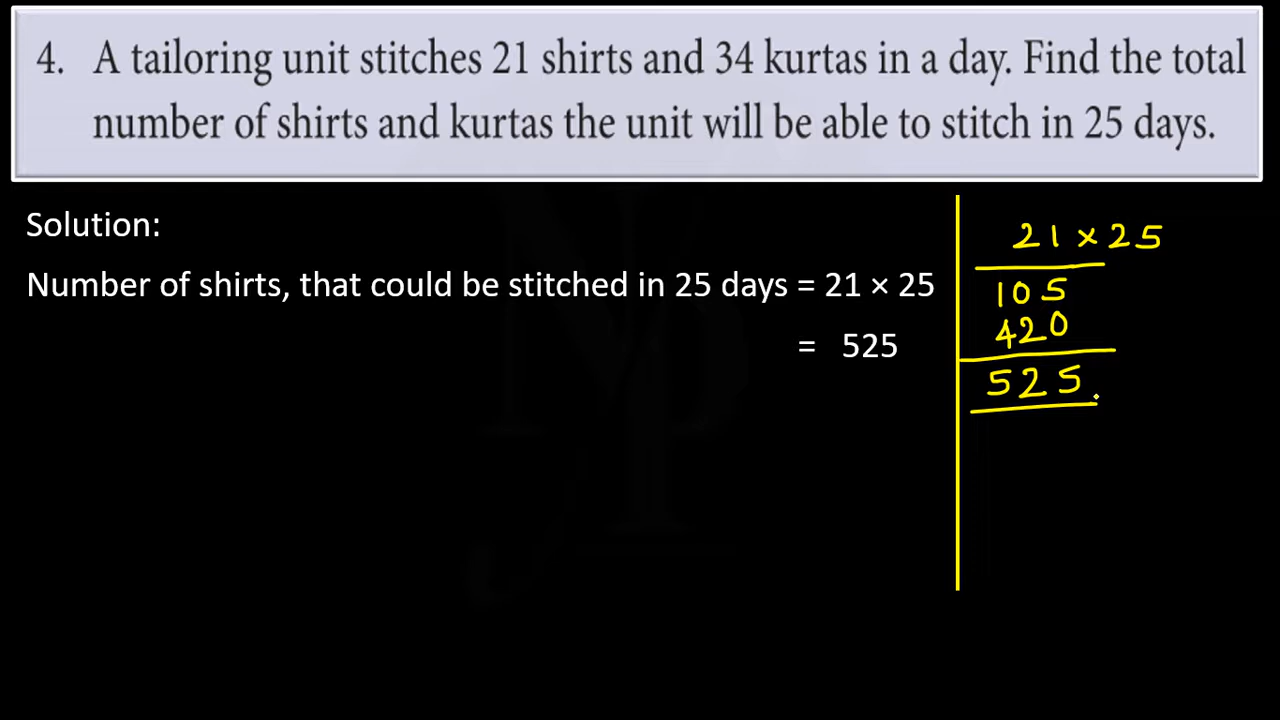 4. A tailoring unit stitches 21 shirts and 34 kurtas in a day. Find the total
number of shirts and kurtas the unit will be able to stitch in 25 days.
Solution:
Number of shirts, that could be stitched in 25 days = 21 × 25
= 525
21 × 25
105
420
525